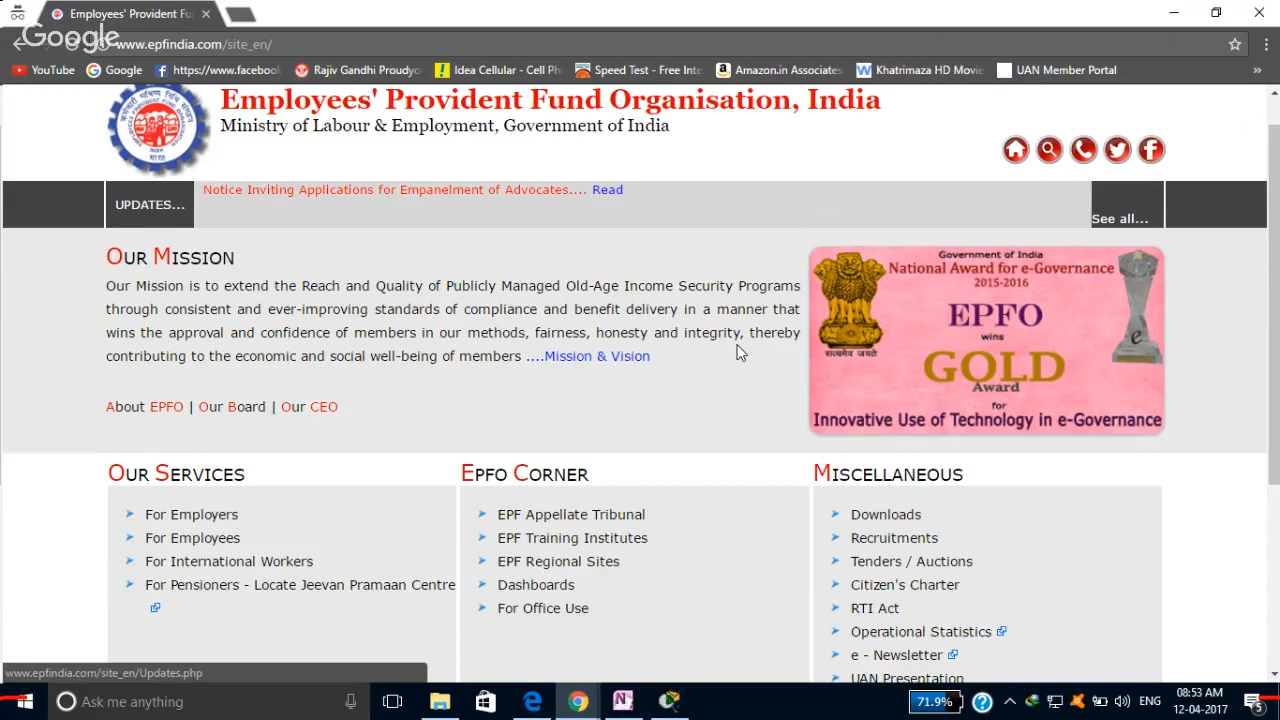 Employees' Provident Fu
Google
www.epfindia.com/site_en/
YouTube Google https://www.facebook Rajiv Gandhi Proudyo Idea Cellular - Cell Ph Speed Test - Free Inte Amazon.in Associates Khatrimaza HD Movie UAN Member Portal »
Employees' Provident Fund Organisation, India
Ministry of Labour & Employment, Government of India
Notice Inviting Applications for Empanelment of Advocates.... Read
UPDATES...
See all...
OUR MISSION
Our Mission is to extend the Reach and Quality of Publicly Managed Old-Age Income Security Programs
through consistent and ever-improving standards of compliance and benefit delivery in a manner that
wins the approval and confidence of members in our methods, fairness, honesty and integrity, thereby
contributing to the economic and social well-being of members ....Mission & Vision
About EPFO | Our Board | Our CEO
Government of India
National Award for e-Governance
2015-2016
EPFO
wins
GOLD
Award
for
Innovative Use of Technology in e-Governance
सत्यमेव जयते
e
OUR SERVICES
For Employers
For Employees
For International Workers
For Pensioners - Locate Jeevan Pramaan Centre
EPFO CORNER
EPF Appellate Tribunal
EPF Training Institutes
EPF Regional Sites
Dashboards
For Office Use
MISCELLANEOUS
Downloads
Recruitments
Tenders / Auctions
Citizen's Charter
RTI Act
Operational Statistics
e - Newsletter
UAN Presentation
www.epfindia.com/site_en/Updates.php
Ask me anything
71.9%
ENG
08:53 AM
12-04-2017
5